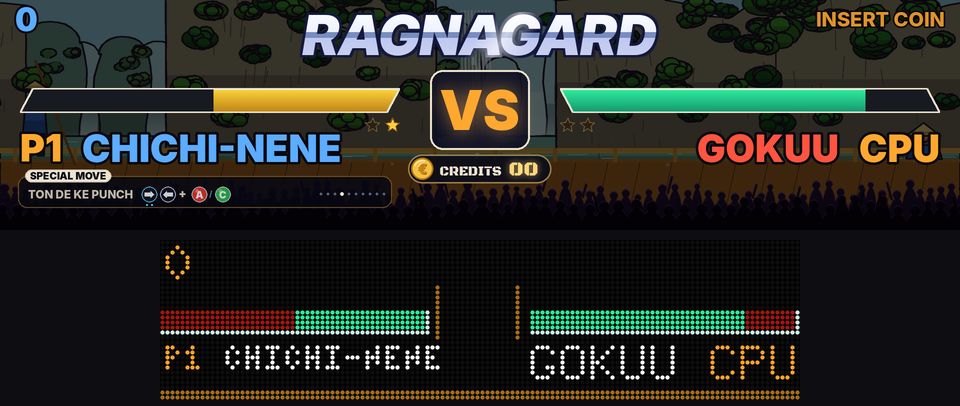 0
RAGNAGARD
INSERT COIN
VS
P1 CHICHI-NENE
GOKUU CPU
CREDITS 00
SPECIAL MOVE
TON DE KE PUNCH + A / C
0
P1 CHICHI-NENE
GOKUU CPU